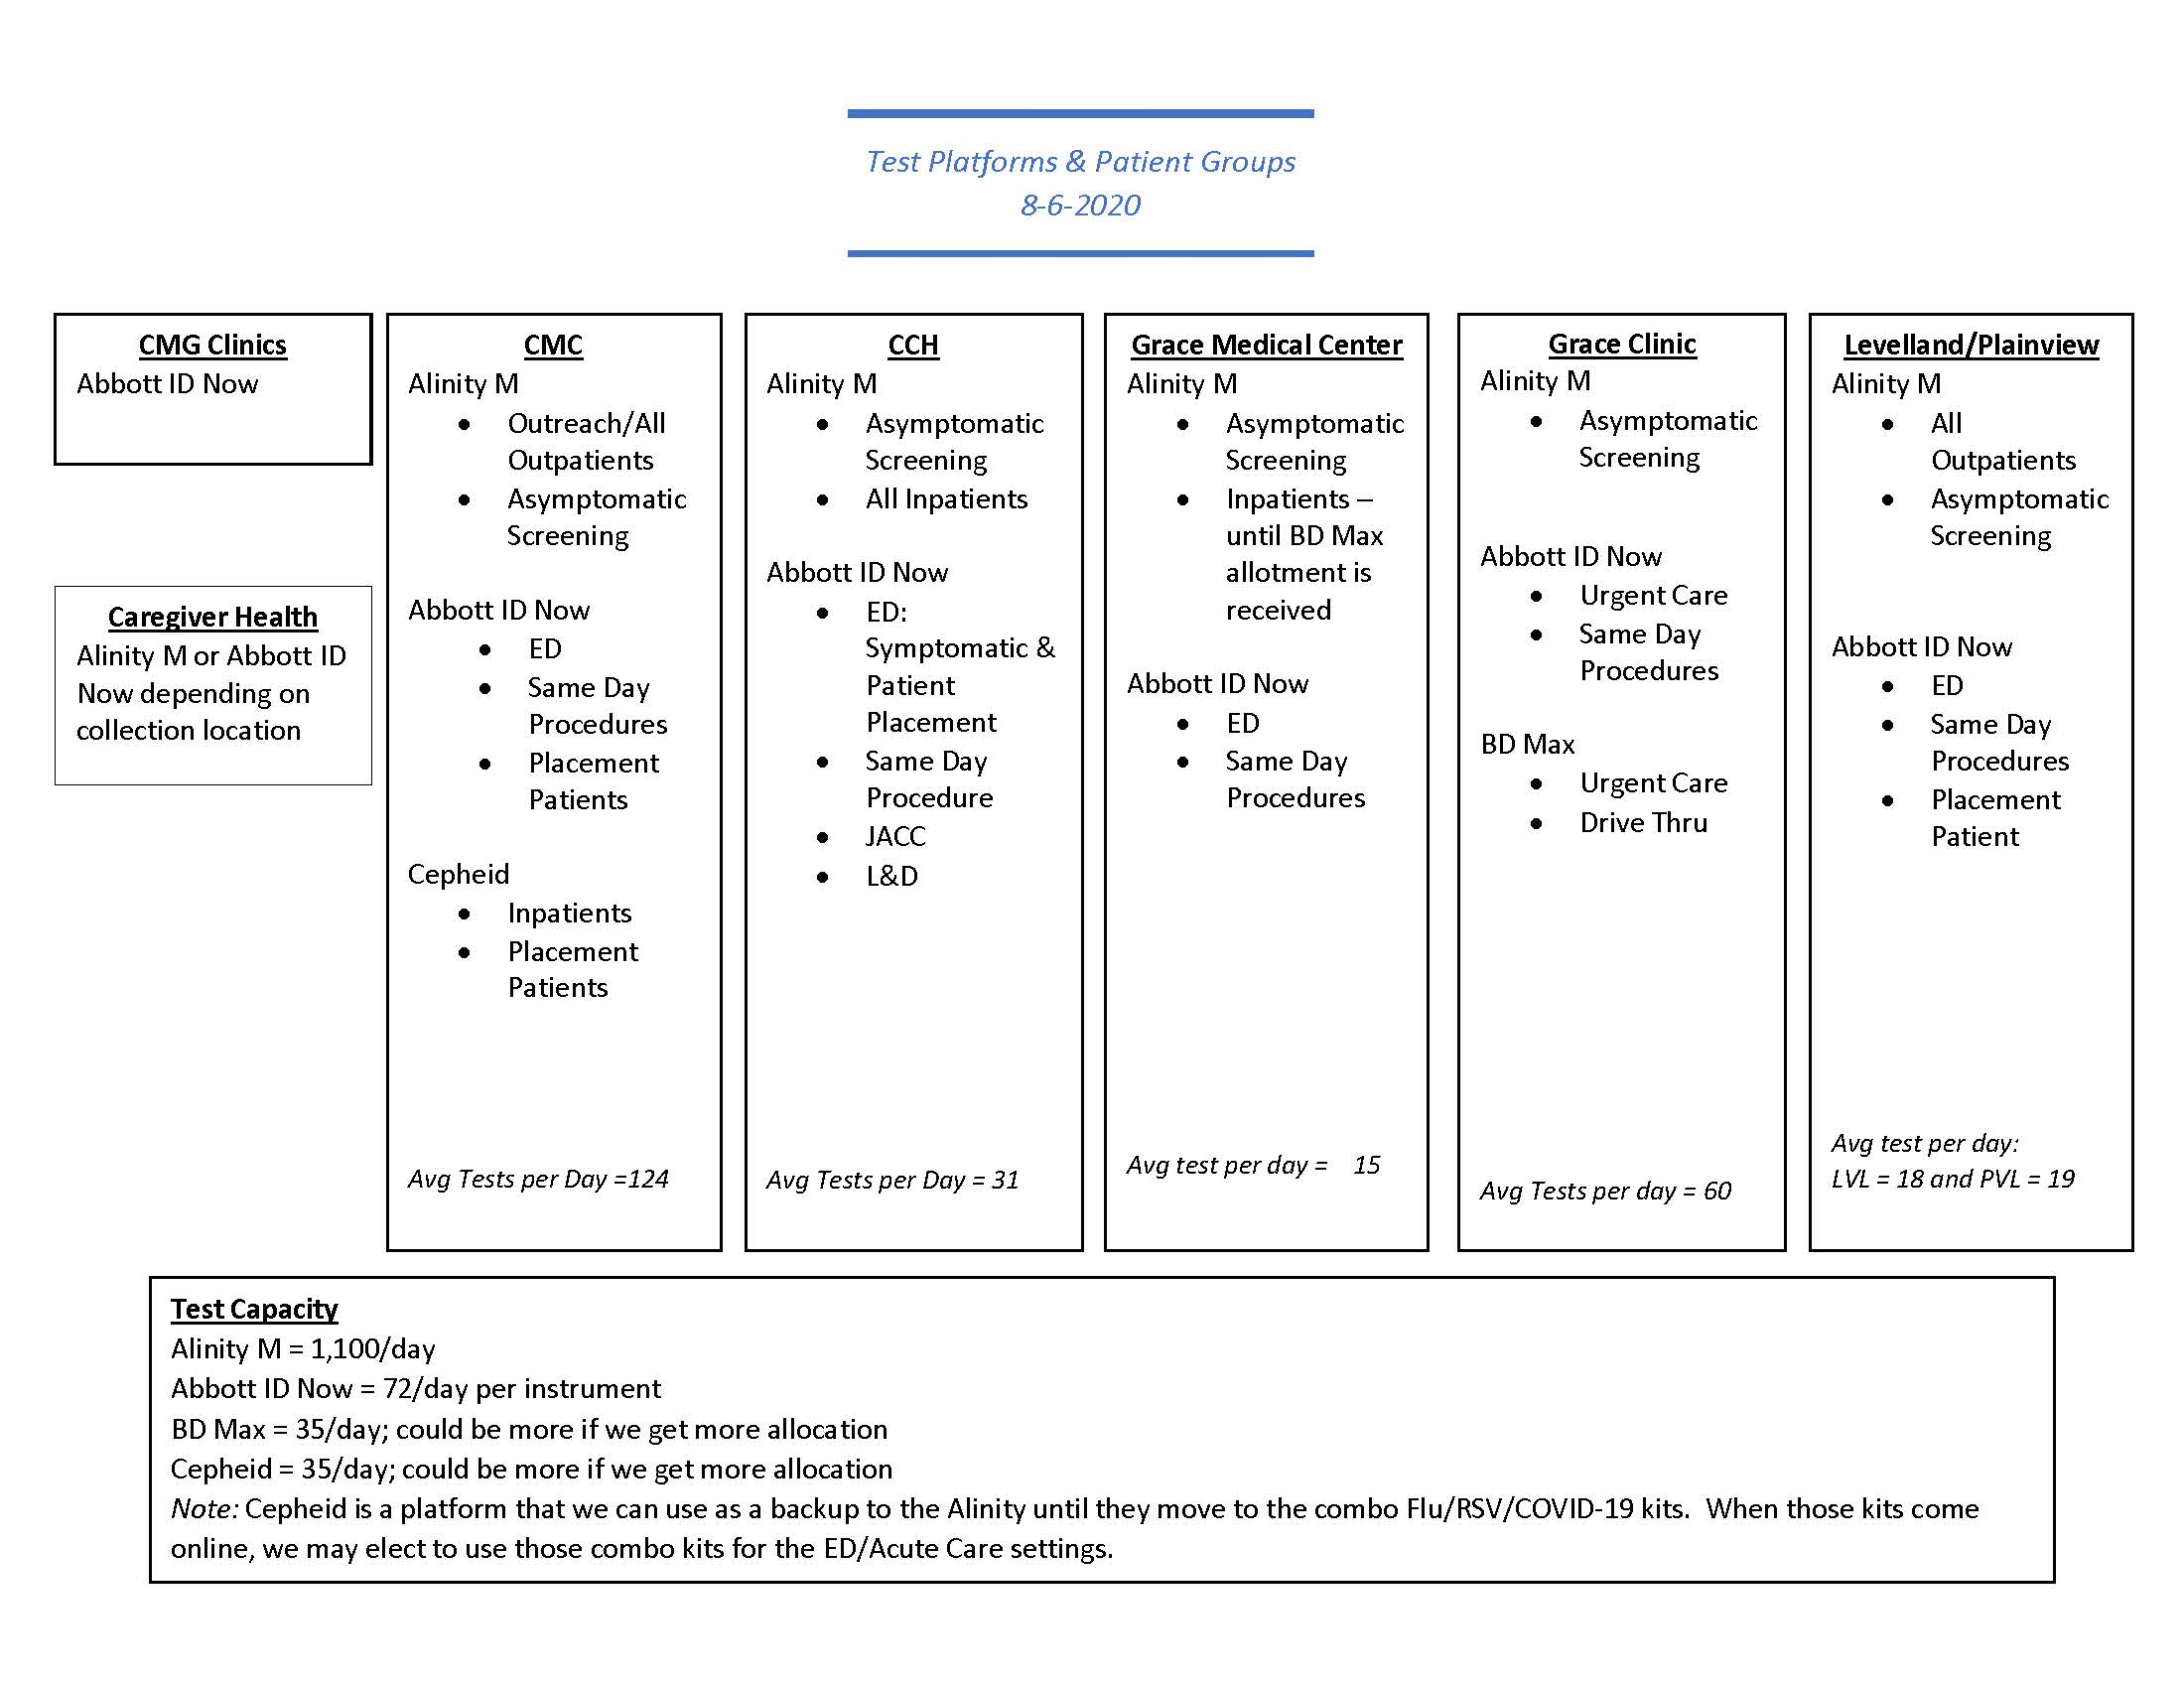 Test Platforms & Patient Groups
8-6-2020
CMG Clinics
Abbott ID Now
Caregiver Health
Alinity M or Abbott ID
Now depending on
collection location
CMC
Alinity M
• Outreach/All
Outpatients
• Asymptomatic
Screening
Abbott ID Now
• ED
• Same Day
Procedures
• Placement
Patients
Cepheid
• Inpatients
• Placement
Patients
Avg Tests per Day =124
CCH
Alinity M
• Asymptomatic
Screening
• All Inpatients
Abbott ID Now
• ED:
Symptomatic &
Patient
Placement
• Same Day
Procedure
• JACC
• L&D
Avg Tests per Day = 31
Grace Medical Center
Alinity M
• Asymptomatic
Screening
• Inpatients –
until BD Max
allotment is
received
Abbott ID Now
• ED
• Same Day
Procedures
Avg test per day = 15
Grace Clinic
Alinity M
• Asymptomatic
Screening
Abbott ID Now
• Urgent Care
• Same Day
Procedures
BD Max
• Urgent Care
• Drive Thru
Avg Tests per day = 60
Levelland/Plainview
Alinity M
• All
Outpatients
• Asymptomatic
Screening
Abbott ID Now
• ED
• Same Day
Procedures
• Placement
Patient
Avg test per day:
LVL = 18 and PVL = 19
Test Capacity
Alinity M = 1,100/day
Abbott ID Now = 72/day per instrument
BD Max = 35/day; could be more if we get more allocation
Cepheid = 35/day; could be more if we get more allocation
Note: Cepheid is a platform that we can use as a backup to the Alinity until they move to the combo Flu/RSV/COVID-19 kits. When those kits come
online, we may elect to use those combo kits for the ED/Acute Care settings.